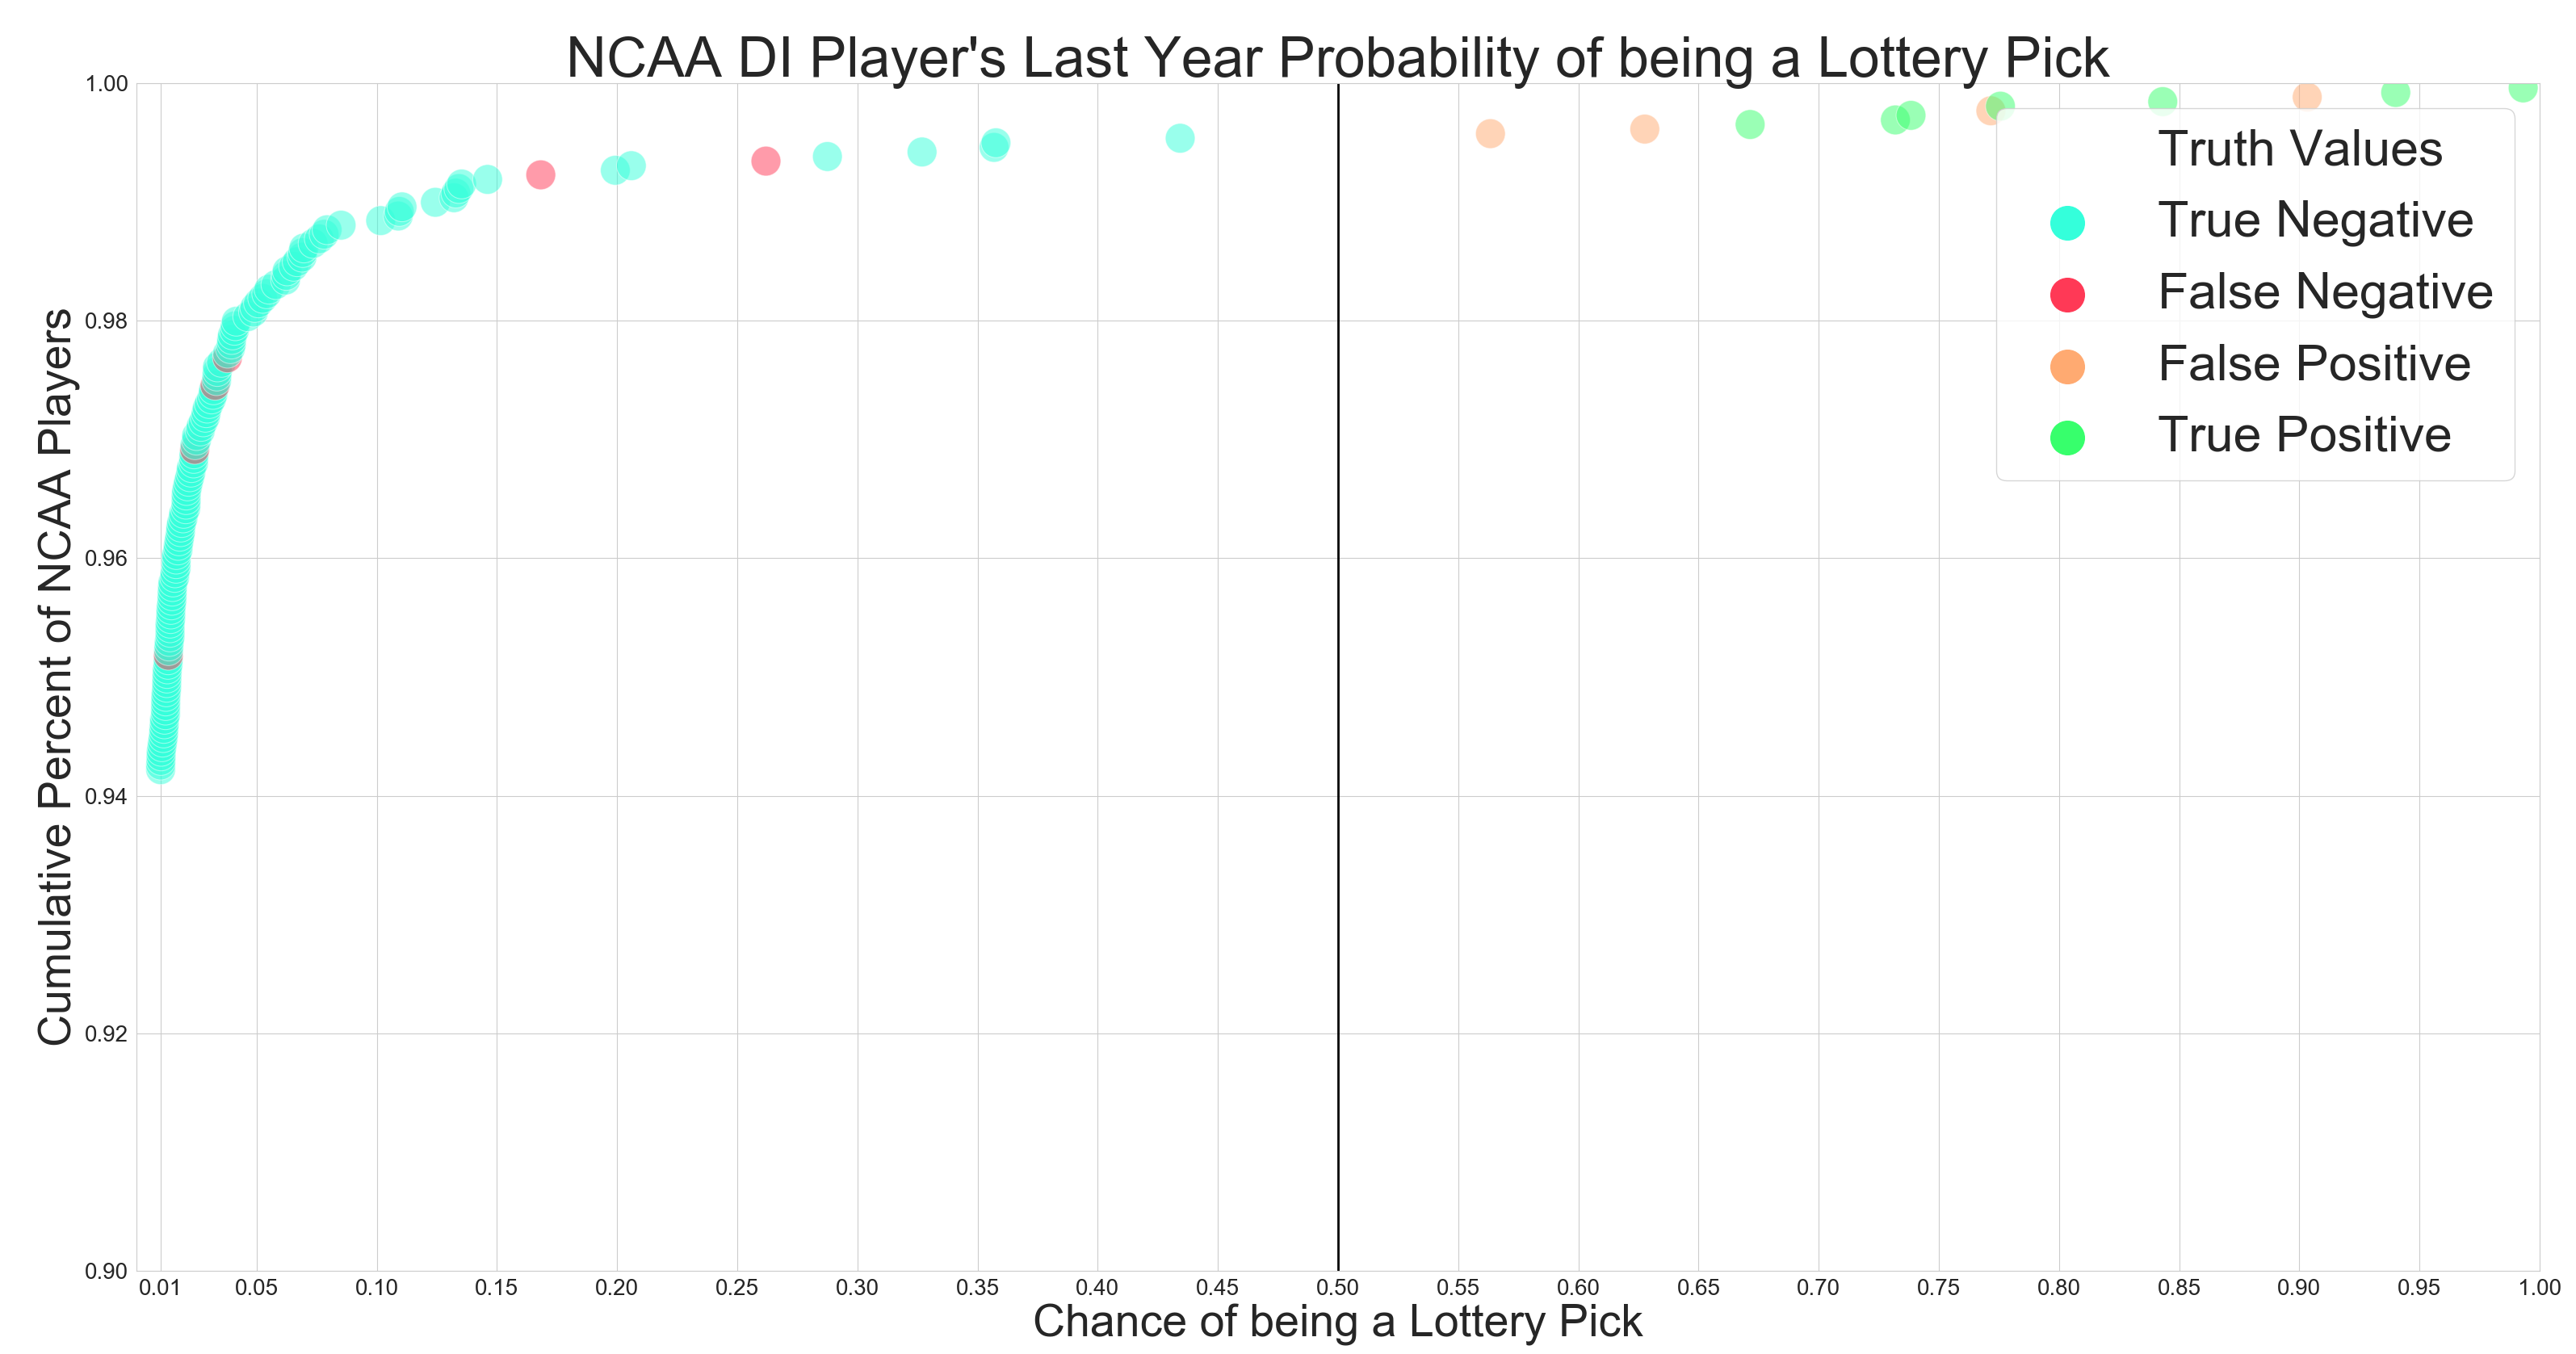 NCAA DI Player's Last Year Probability of being a Lottery Pick
Cumulative Percent of NCAA Players
1.00
0.98
0.96
0.94
0.92
0.90
Truth Values
True Negative
False Negative
False Positive
True Positive
0.01 0.05 0.10 0.15 0.20 0.25 0.30 0.35 0.40 0.45 0.50 0.55 0.60 0.65 0.70 0.75 0.80 0.85 0.90 0.95 1.00
Chance of being a Lottery Pick